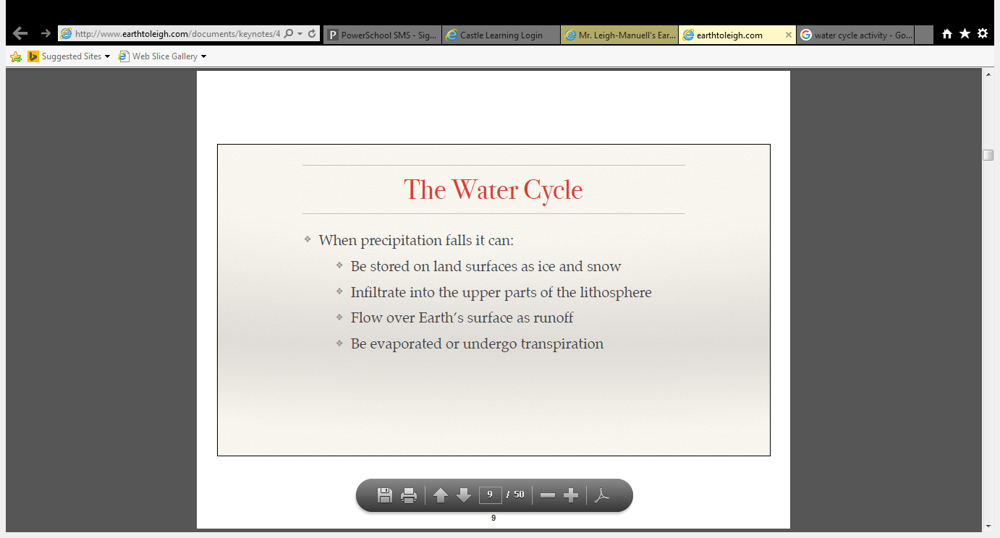 http://www.earthtoleigh.com/documents/keynotes/4
PowerSchool SMS - Sig...
Castle Learning Login
Mr. Leigh-Manuell's Ear...
earthtoleigh.com
water cycle activity - Go...
Suggested Sites
Web Slice Gallery
The Water Cycle
When precipitation falls it can:
Be stored on land surfaces as ice and snow
Infiltrate into the upper parts of the lithosphere
Flow over Earth’s surface as runoff
Be evaporated or undergo transpiration
9 / 50
9